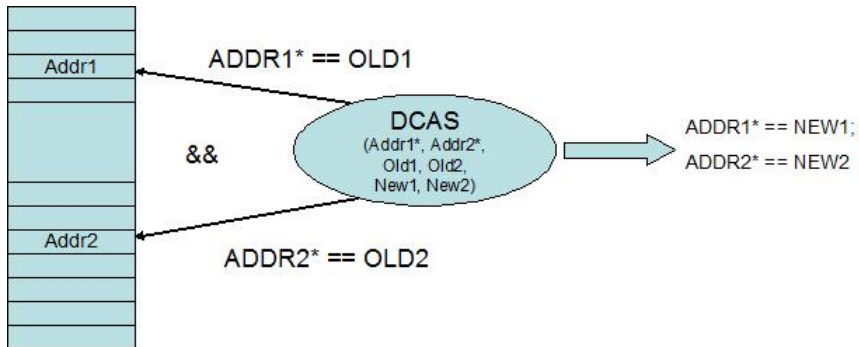 ADDR1* == OLD1
Addr1
DCAS
(Addr1*, Addr2*,
Old1, Old2,
New1, New2)
&&
ADDR1* == NEW1;
ADDR2* == NEW2
Addr2
ADDR2* == OLD2